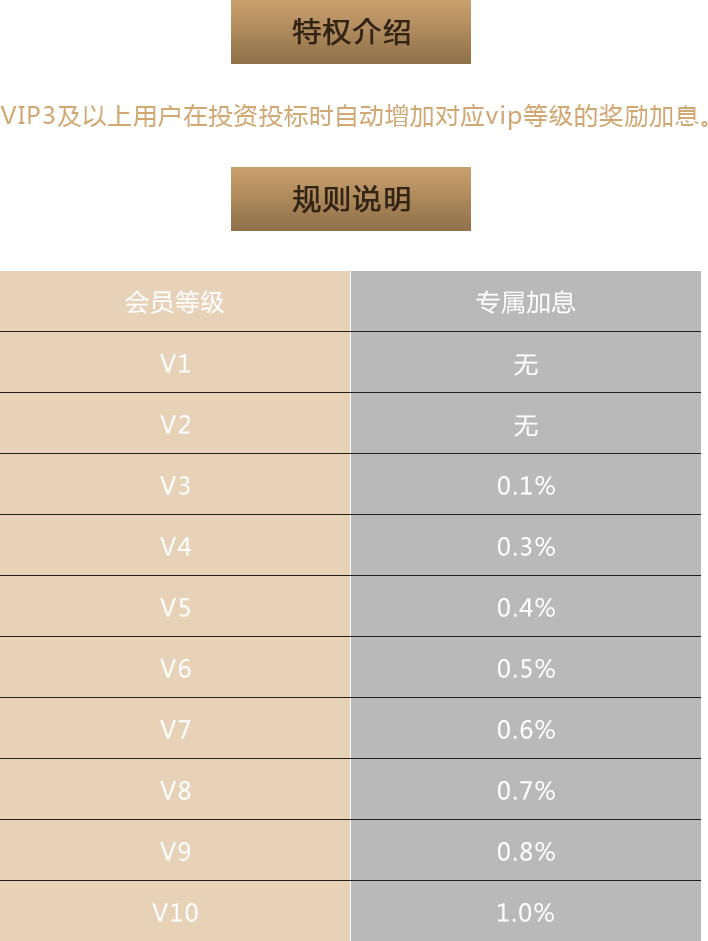 特权介绍
VIP3及以上用户在投资投标时自动增加对应vip等级的奖励加息。
规则说明
会员等级 专属加息
V1 无
V2 无
V3 0.1%
V4 0.3%
V5 0.4%
V6 0.5%
V7 0.6%
V8 0.7%
V9 0.8%
V10 1.0%